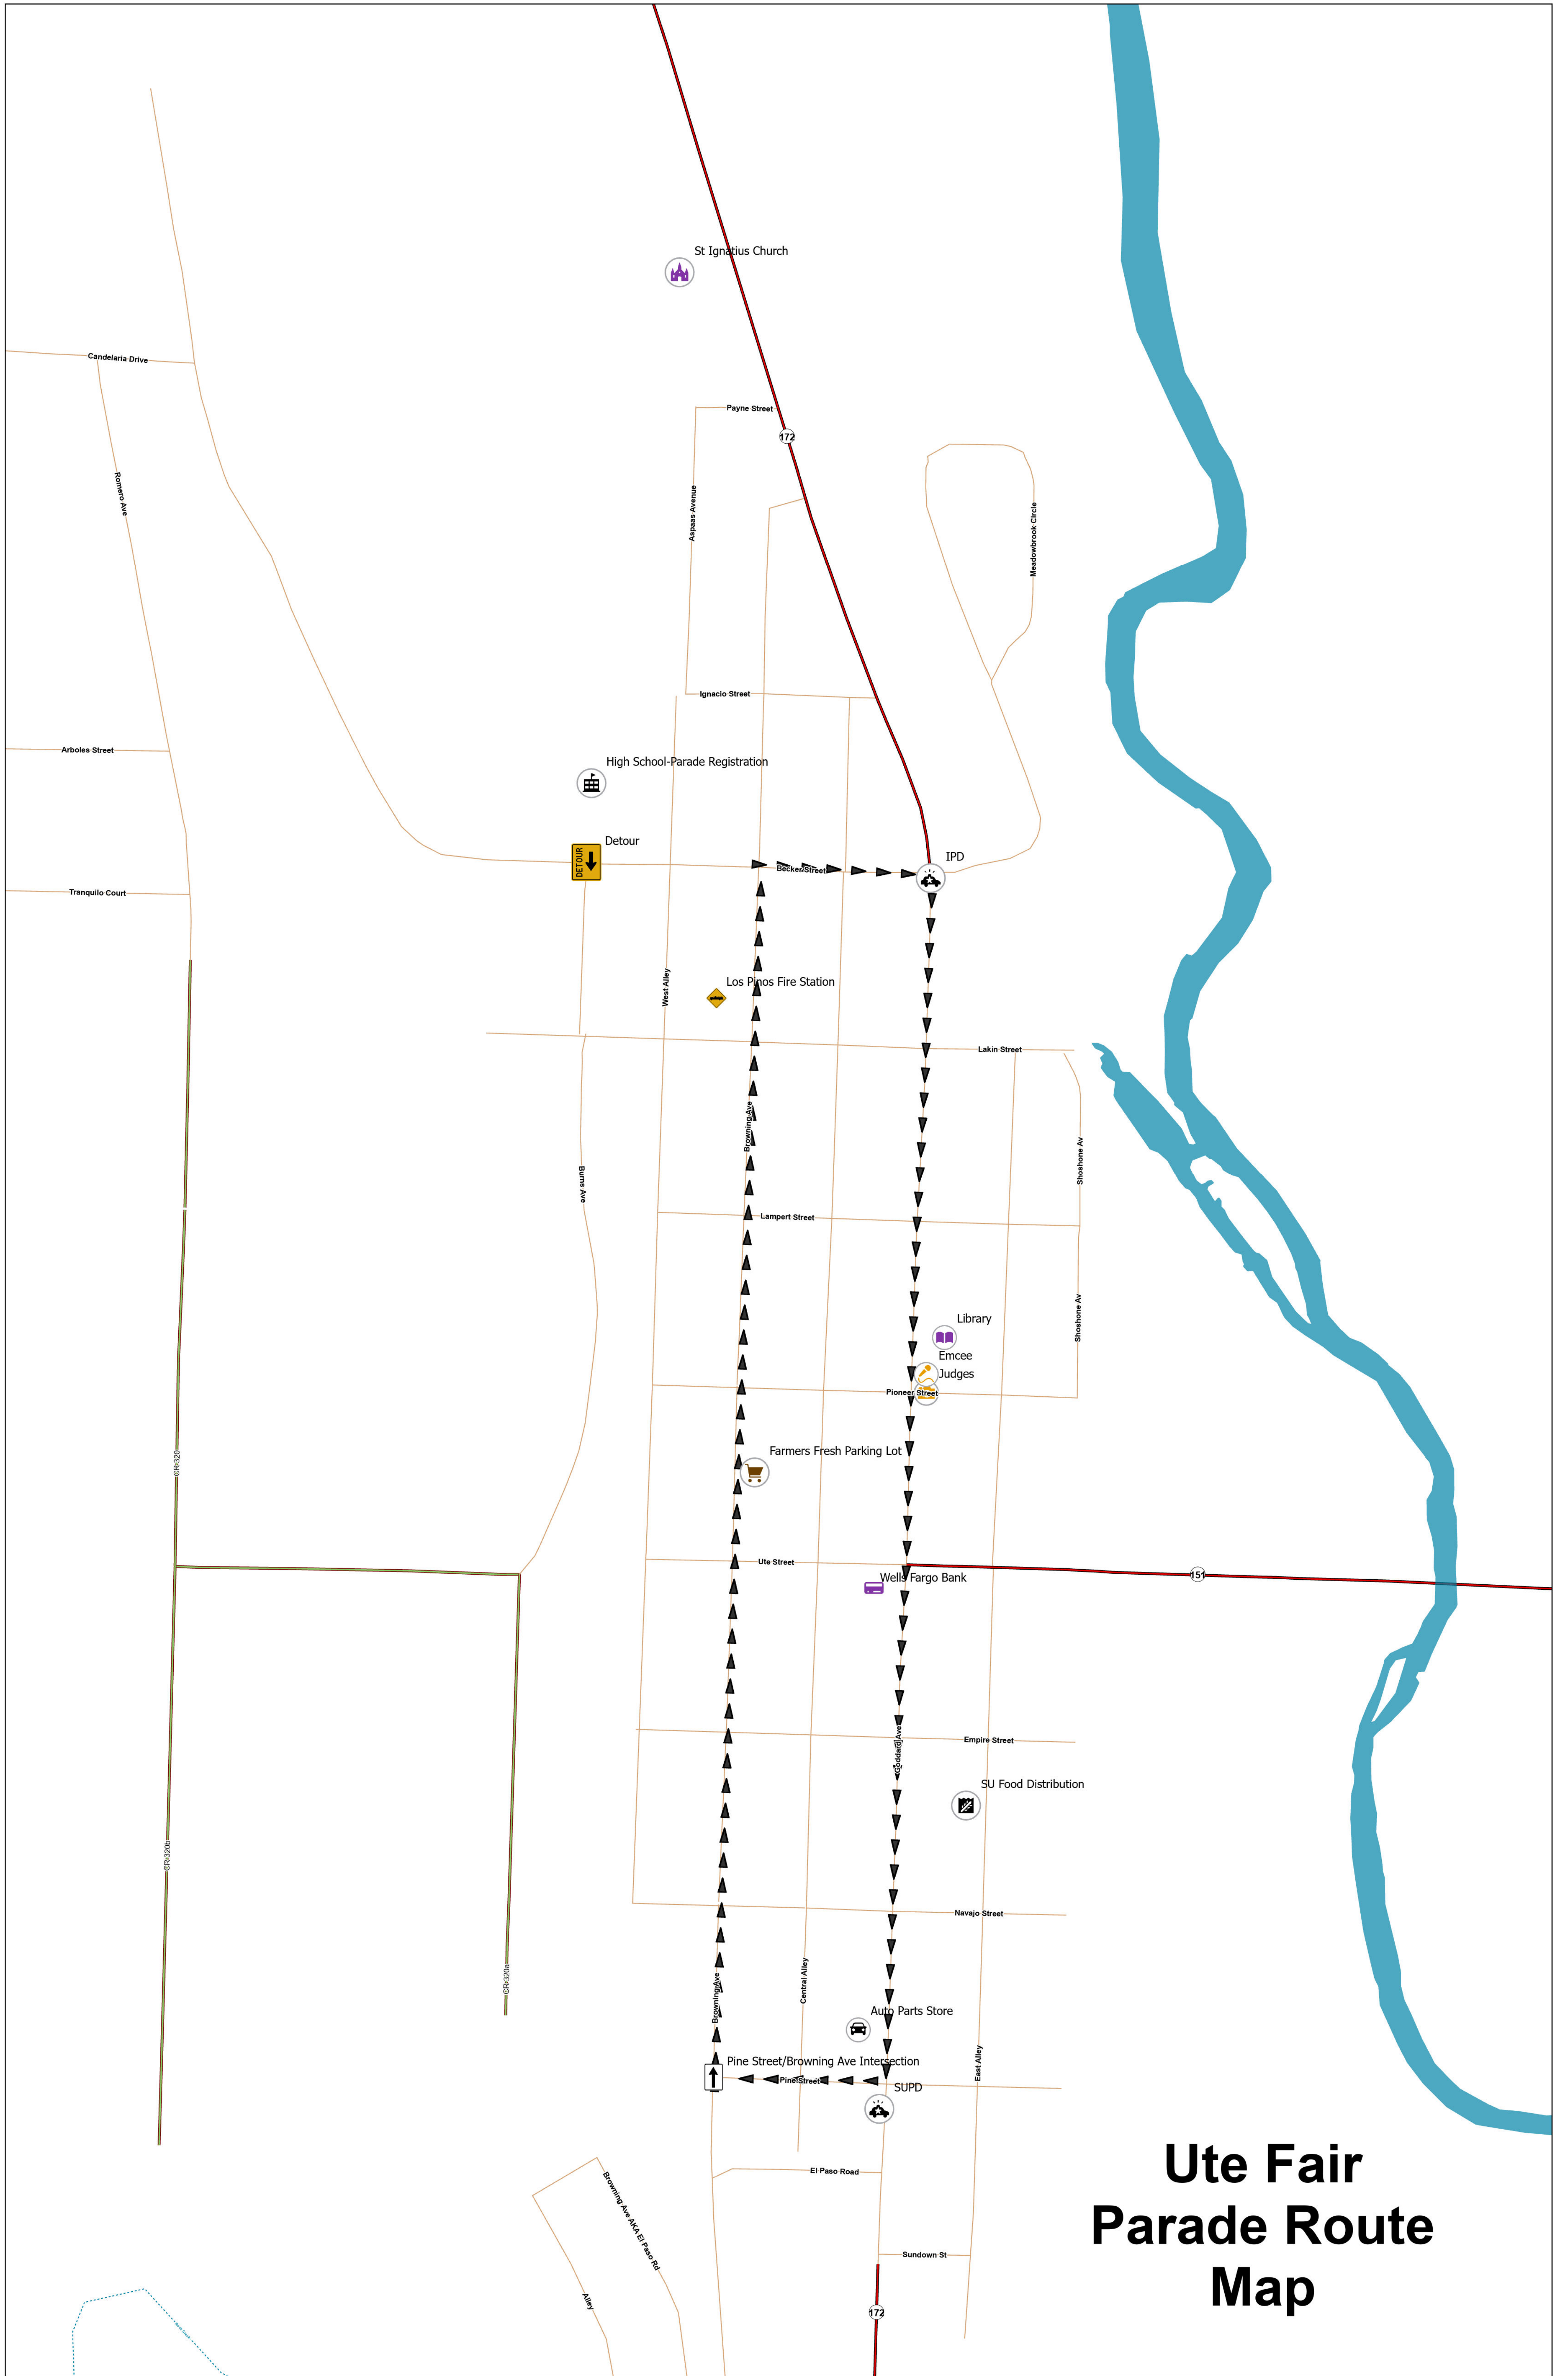 St Ignatius Church
Candelaria Drive
Payne Street
172
Romero Ave
Aspaas Avenue
Meadowbrook Circle
Ignacio Street
Arboles Street
High School-Parade Registration
DETOUR
Detour
IPD
Becker Street
Tranquilo Court
Los Pinos Fire Station
West Alley
Lakin Street
Browning Ave
Shoshone Av
Burns Ave
Lampert Street
Library
Shoshone Av
Emcee
Judges
Pioneer Street
Farmers Fresh Parking Lot
CR 320
Ute Street
Wells Fargo Bank
151
Goddard Ave
Empire Street
SU Food Distribution
CR 320b
Navajo Street
CR 320a
Browning Ave
Central Alley
Auto Parts Store
East Alley
Pine Street/Browning Ave Intersection
Pine Street
SUPD
El Paso Road
Browning Ave AKA El Paso Rd
Sundown St
Alley
172
Ute Fair
Parade Route
Map